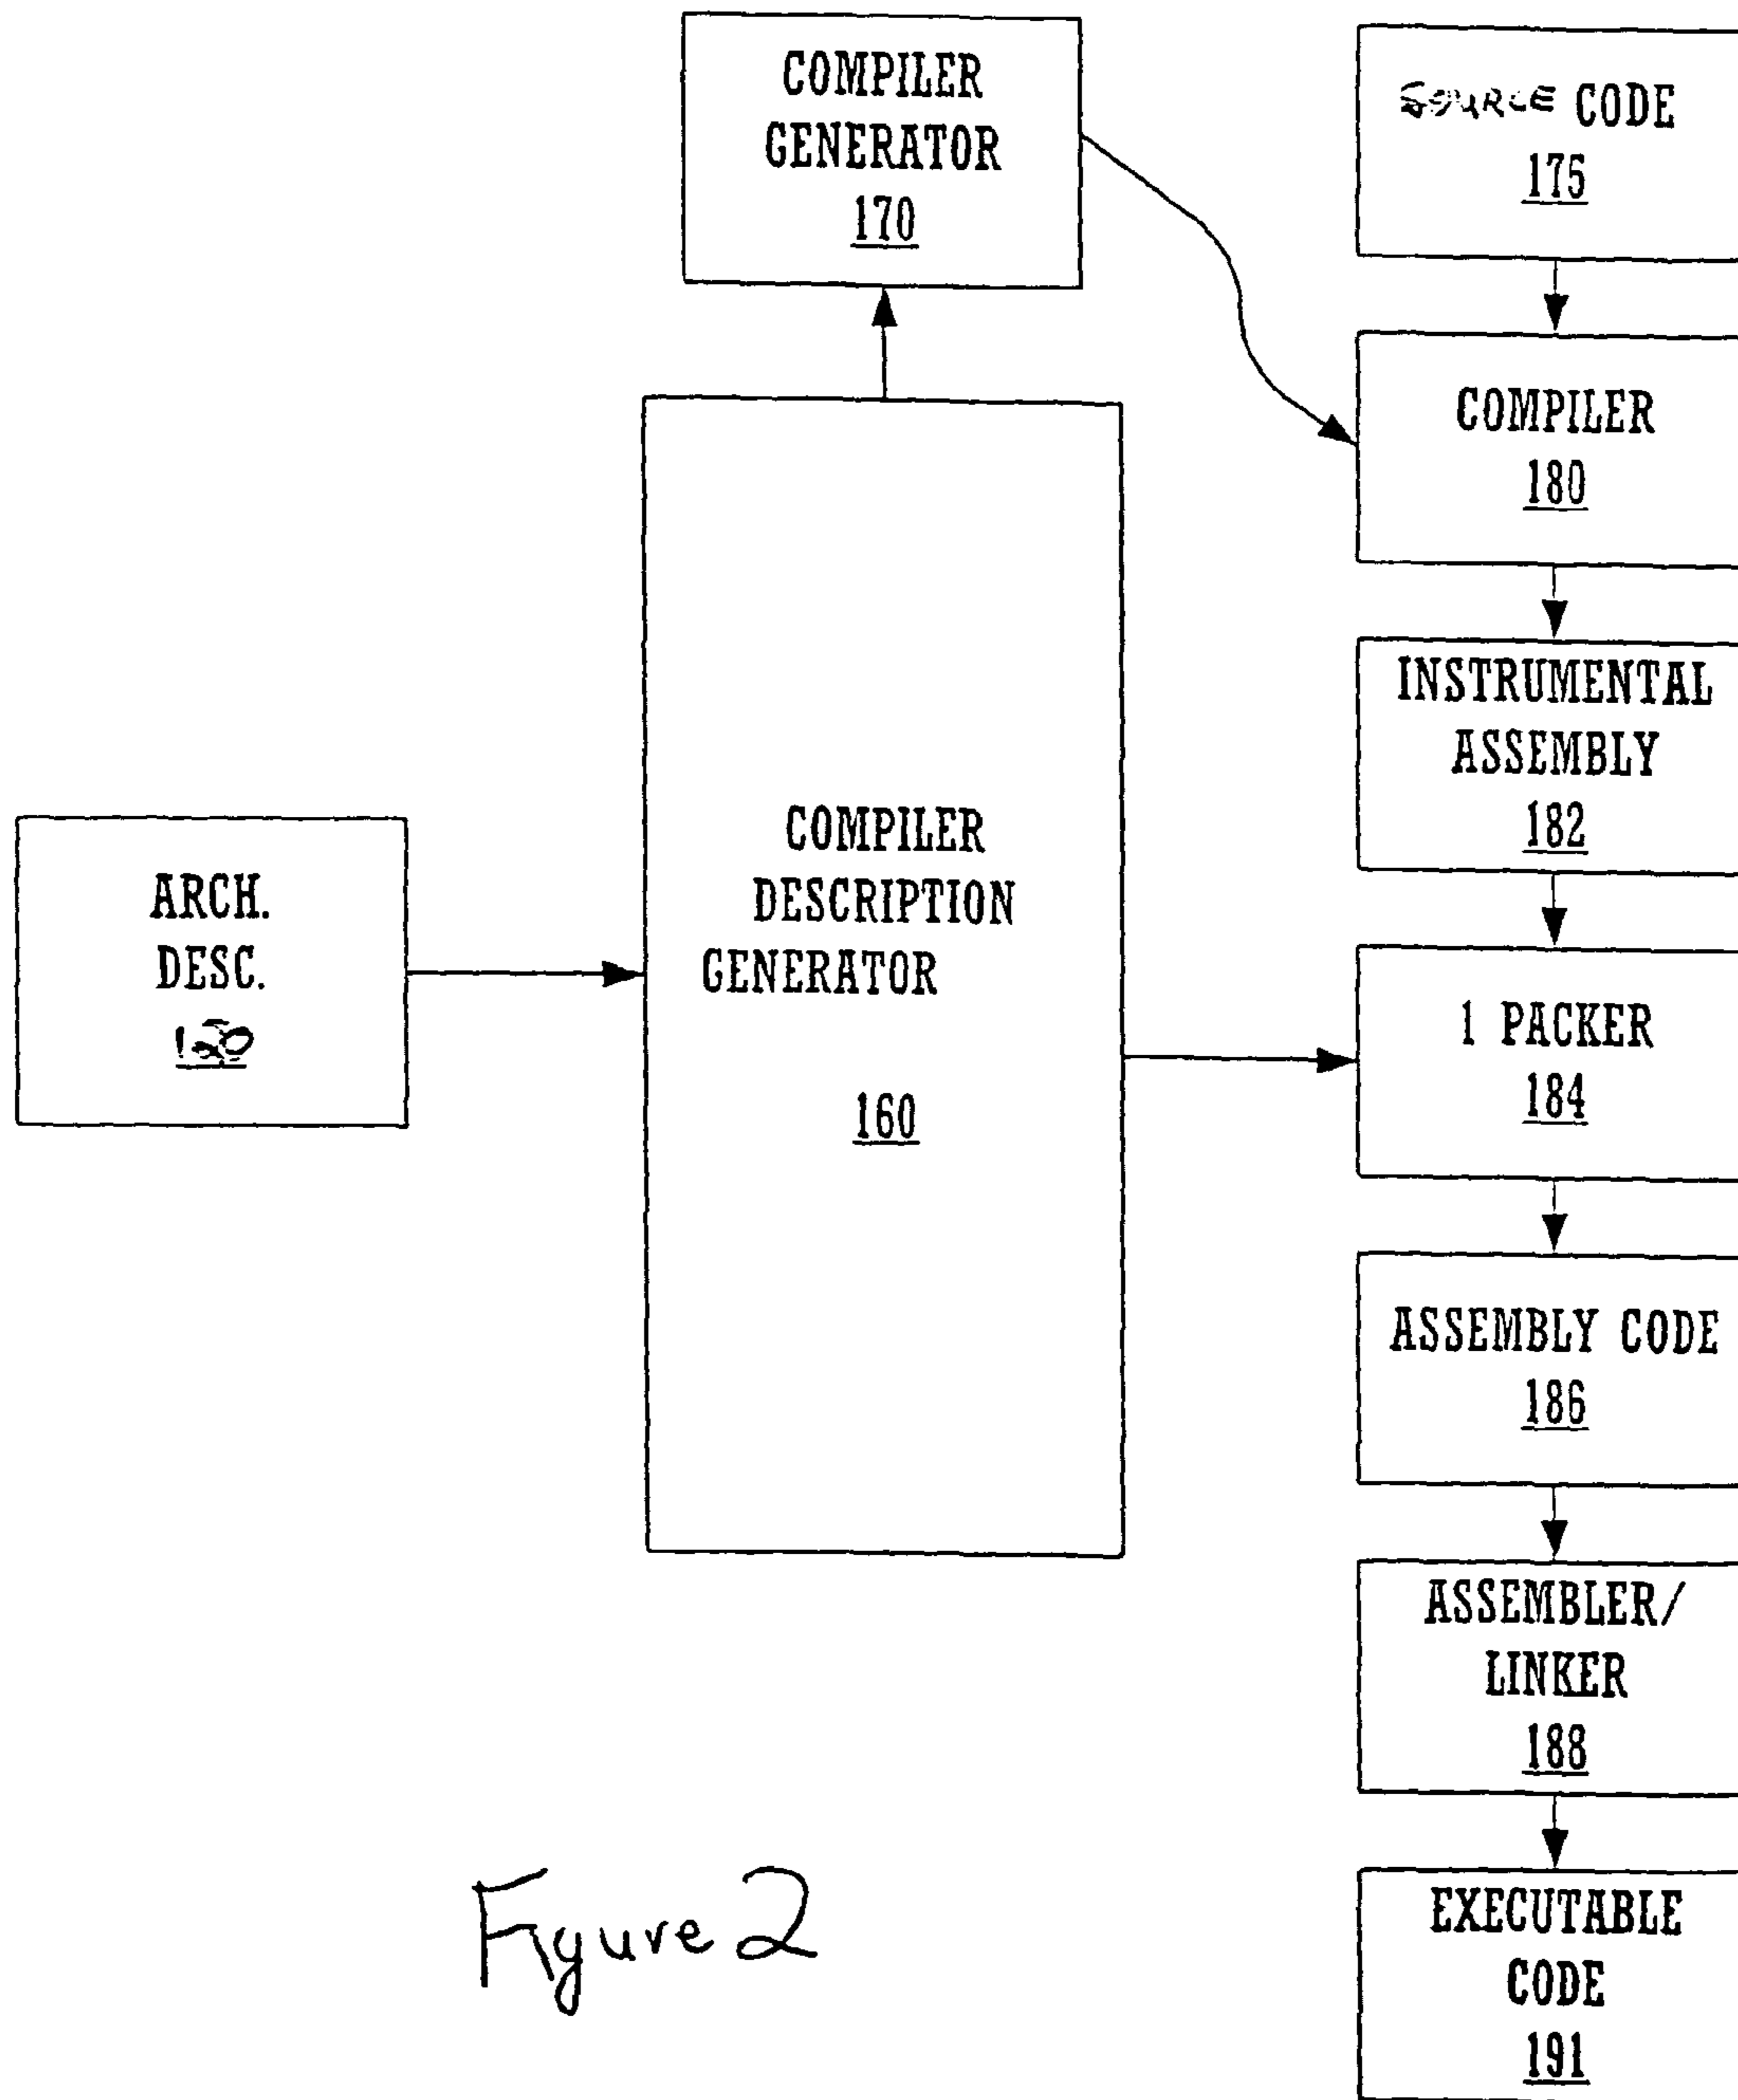 COMPILER
GENERATOR
170
SOURCE CODE
175
COMPILER
180
INSTRUMENTAL
ASSEMBLY
182
COMPILER
DESCRIPTION
GENERATOR
160
ARCH.
DESC.
1 PACKER
184
ASSEMBLY CODE
186
ASSEMBLER/
LINKER
188
EXECUTABLE
CODE
191
Figure 2